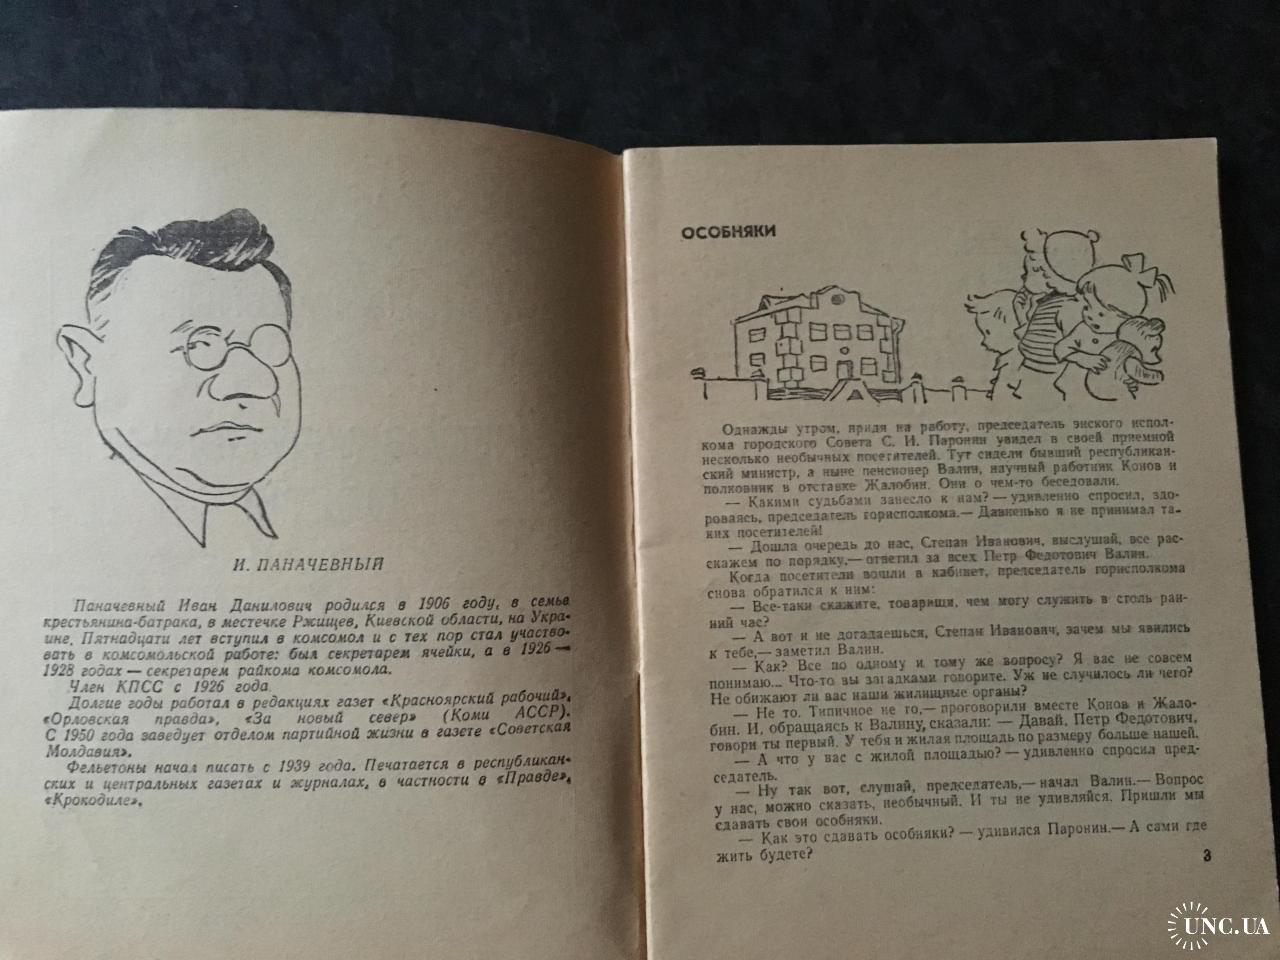 И. ПАНАЧЕВНЫЙ
Паначевный Иван Данилович родился в 1906 году, в семье
крестьянина-батрака, в местечке Ржищев, Киевской области, на Укра-
ине. Пятнадцати лет вступил в комсомол и с тех пор стал участво-
вать в комсомольской работе: был секретарем ячейки, а в 1926—
1928 годах — секретарем райкома комсомола.
Член КПСС с 1926 года.
Долгие годы работал в редакциях газет «Красноярский рабочий»,
«Орловская правда», «За новый север» (Коми АССР).
С 1950 года заведует отделом партийной жизни в газете «Советская
Молдавия».
Фельетоны начал писать с 1939 года. Печатается в республикан-
ских и центральных газетах и журналах, в частности в «Правде»,
«Крокодиле».
ОСОБНЯКИ
Однажды утром, придя на работу, председатель энского испол-
кома городского Совета С. И. Паронин увидел в своей приемной
несколько необычных посетителей. Тут сидели бывший республикан-
ский министр, а ныне пенсионер Валин, научный работник Конов и
полковник в отставке Жалобин. Они о чем-то беседовали.
— Какими судьбами занесло к нам? — удивленно спросил, здо-
роваясь, председатель горисполкома.— Давненько я не принимал та-
ких посетителей!
— Дошла очередь до нас, Степан Иванович, выслушай, все рас-
скажем по порядку,— ответил за всех Петр Федотович Валин.
Когда посетители вошли в кабинет, председатель горисполкома
снова обратился к ним:
— Все-таки скажите, товарищи, чем могу служить в столь ран-
ний час?
— А вот и не догадаешься, Степан Иванович, зачем мы явились
к тебе,— заметил Валин.
— Как? Все по одному и тому же вопросу? Я вас не совсем
понимаю... Что-то вы загадками говорите. Уж не случилось ли чего?
Не обижают ли вас наши жилищные органы?
— Не то. Типичное не то,— проговорили вместе Конов и Жало-
бин. И, обращаясь к Валину, сказали: — Давай, Петр Федотович,
говори ты первый. У тебя и жилая площадь по размеру больше нашей.
— А что у вас с жилой площадью? — удивленно спросил пред-
седатель.
— Ну так вот, слушай, председатель,— начал Валин.— Вопрос
у нас, можно сказать, необычный. И ты не удивляйся. Пришли мы
сдавать свои особняки.
— Как это сдавать особняки? — удивился Паронин.— А сами где
жить будете?
3
UNC.UA